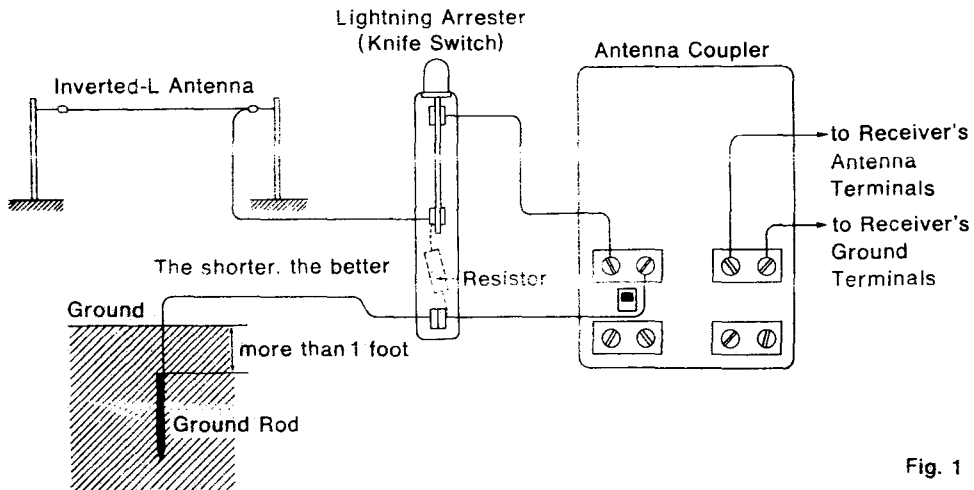 Lightning Arrester
(Knife Switch)
Antenna Coupler
Inverted-L Antenna
to Receiver's
Antenna
Terminals
to Receiver's
Ground
Terminals
The shorter. the better
Resistor
Ground
more than 1 foot
Ground Rod
Fig. 1